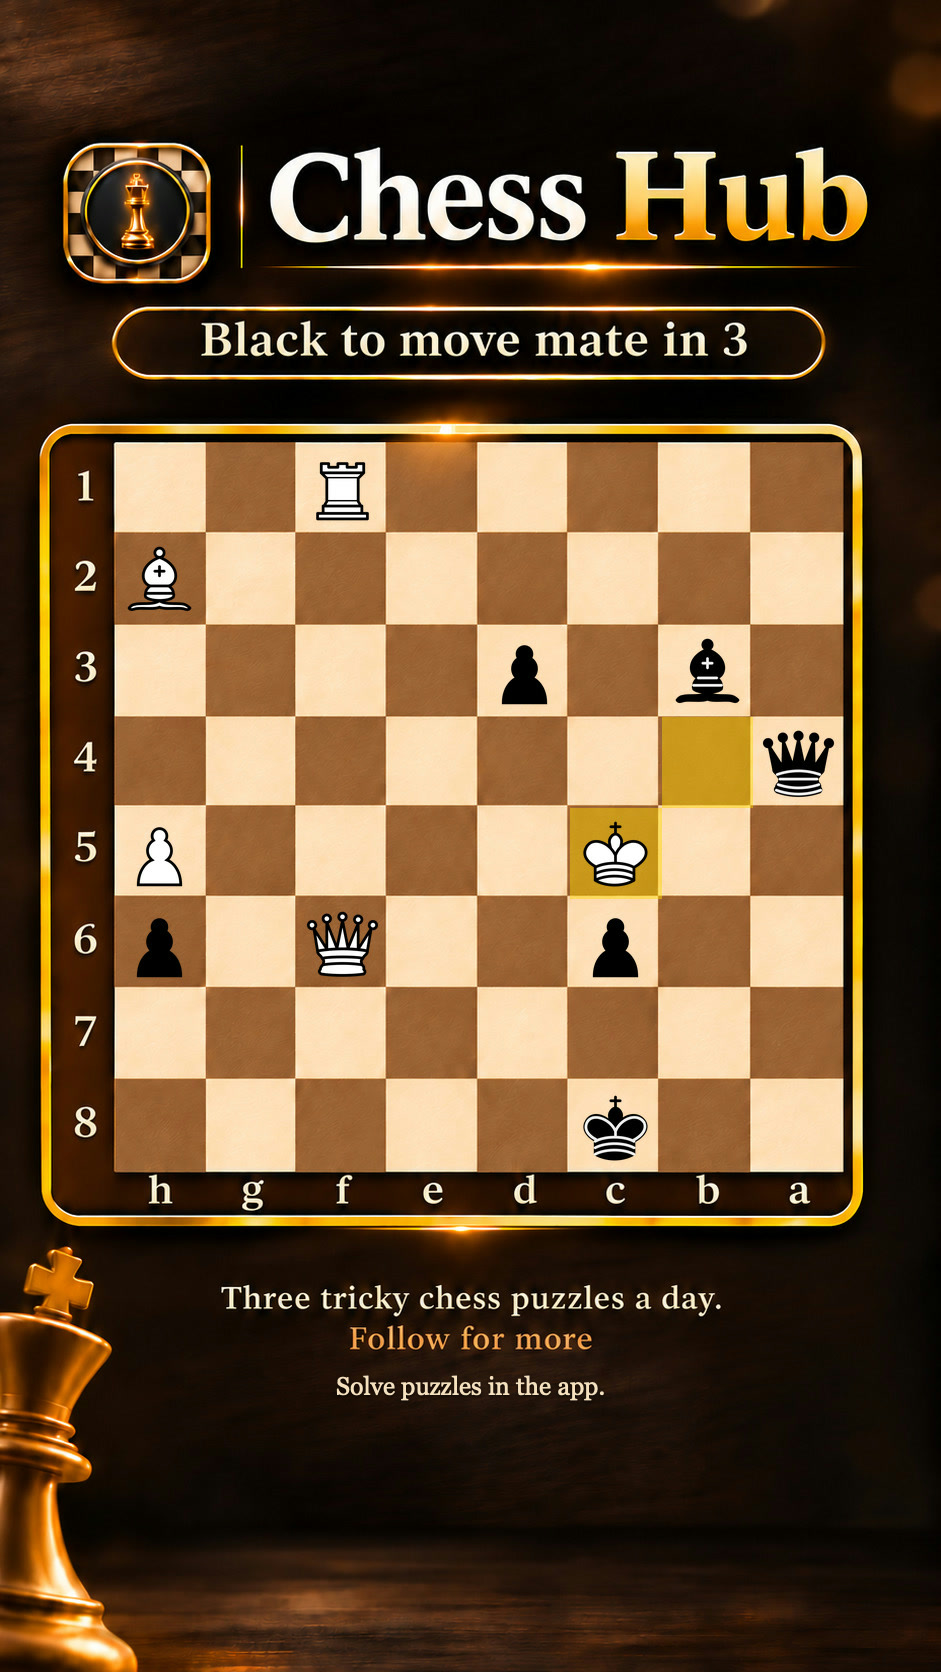 Chess Hub
Black to move mate in 3
1
2
3
4
5
6
7
8
h g f e d c b a
Three tricky chess puzzles a day.
Follow for more
Solve puzzles in the app.